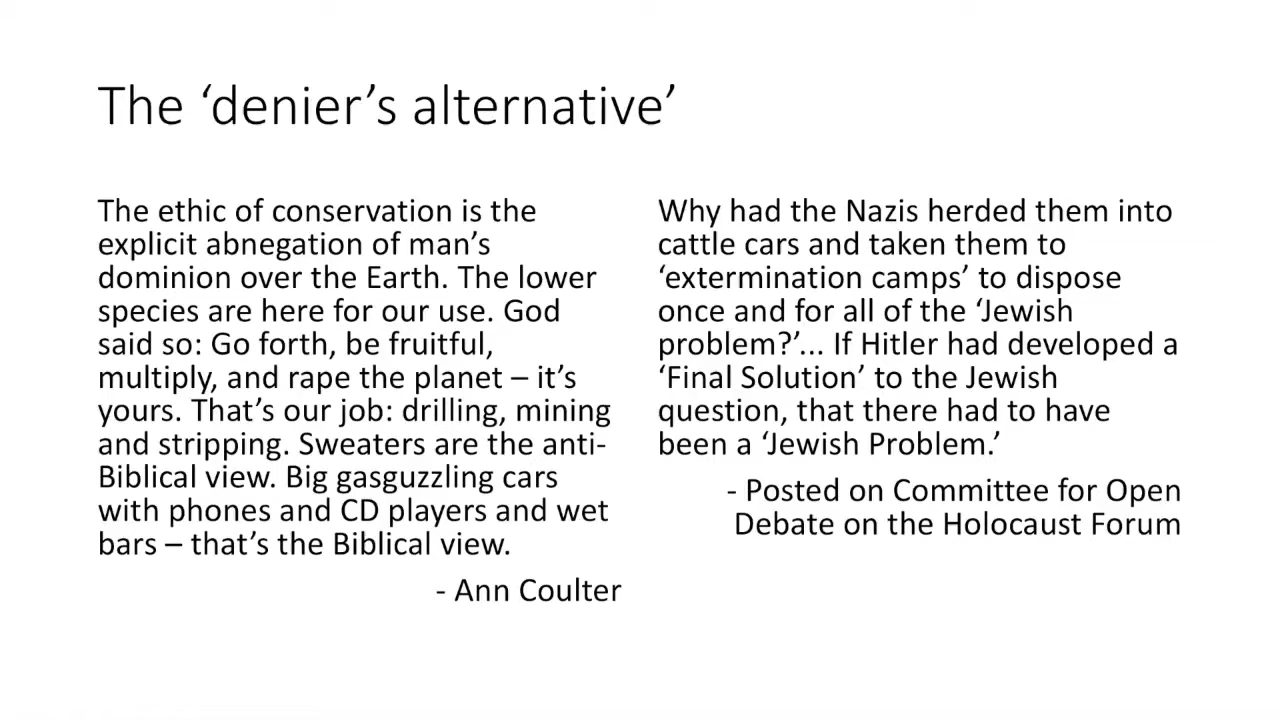 The ‘denier’s alternative’
The ethic of conservation is the
explicit abnegation of man’s
dominion over the Earth. The lower
species are here for our use. God
said so: Go forth, be fruitful,
multiply, and rape the planet – it’s
yours. That’s our job: drilling, mining
and stripping. Sweaters are the anti-
Biblical view. Big gasguzzling cars
with phones and CD players and wet
bars – that’s the Biblical view.
- Ann Coulter
Why had the Nazis herded them into
cattle cars and taken them to
‘extermination camps’ to dispose
once and for all of the ‘Jewish
problem?’... If Hitler had developed a
‘Final Solution’ to the Jewish
question, that there had to have
been a ‘Jewish Problem.’
- Posted on Committee for Open
Debate on the Holocaust Forum